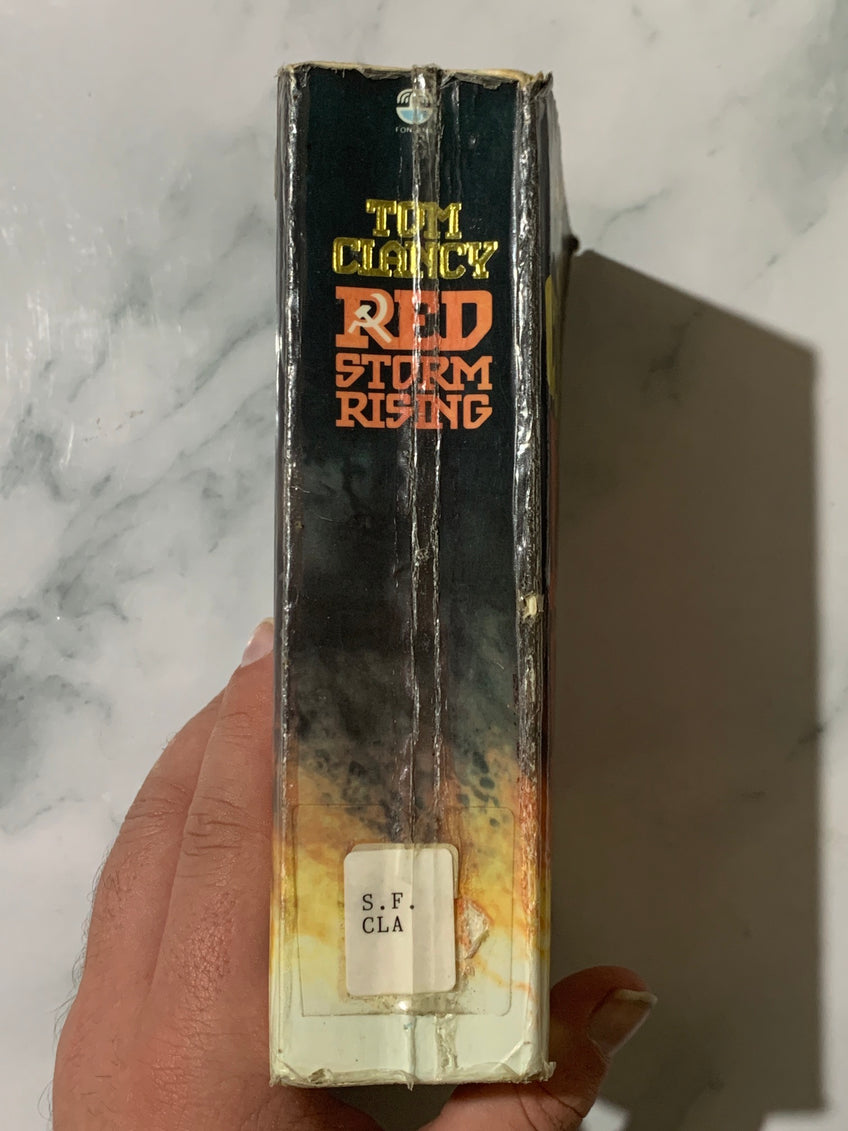 TOM
CLANCY
RED
STORM
RISING
S.F.
CLA